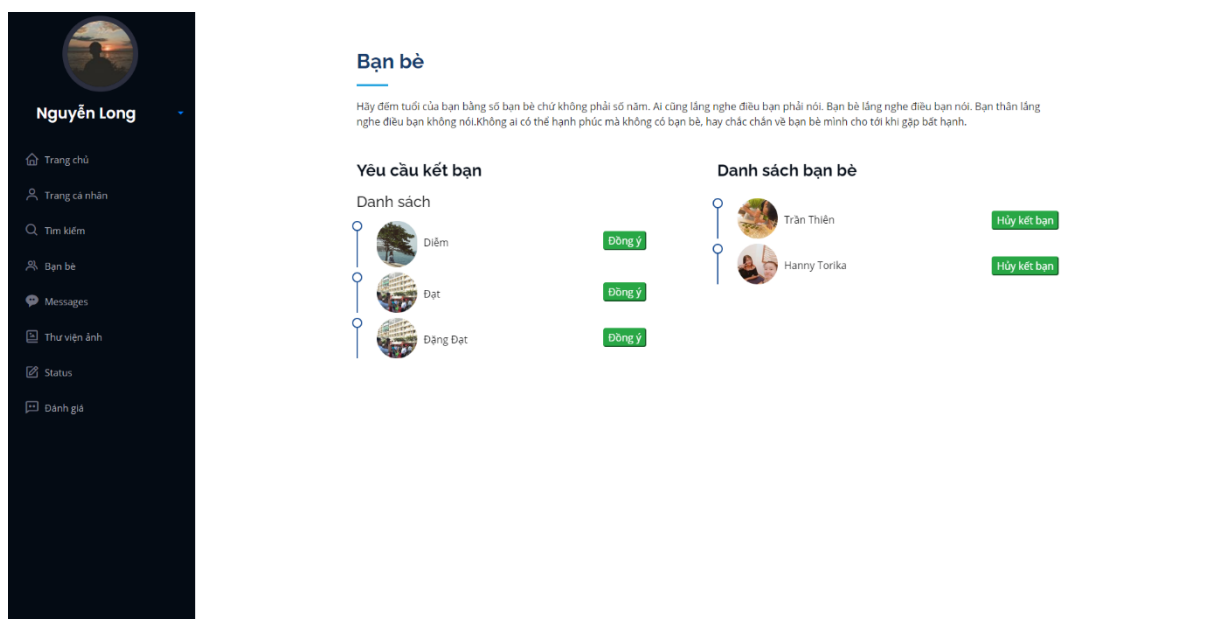 Nguyễn Long
Trang chủ
Trang cá nhân
Tìm kiếm
Bạn bè
Messages
Thư viện ảnh
Status
Đánh giá
Bạn bè
Hãy đếm tuổi của bạn bằng số bạn bè chứ không phải số năm. Ai cũng lắng nghe điều bạn phải nói. Bạn bè lắng nghe điều bạn nói. Bạn thân lắng
nghe điều bạn không nói.Không ai có thể hạnh phúc mà không có bạn bè, hay chắc chắn về bạn bè mình cho tới khi gặp bất hạnh.
Yêu cầu kết bạn
Danh sách
Diễm
Đồng ý
Đạt
Đồng ý
Đặng Đạt
Đồng ý
Danh sách bạn bè
Trần Thiên
Hủy kết bạn
Hanny Torika
Hủy kết bạn